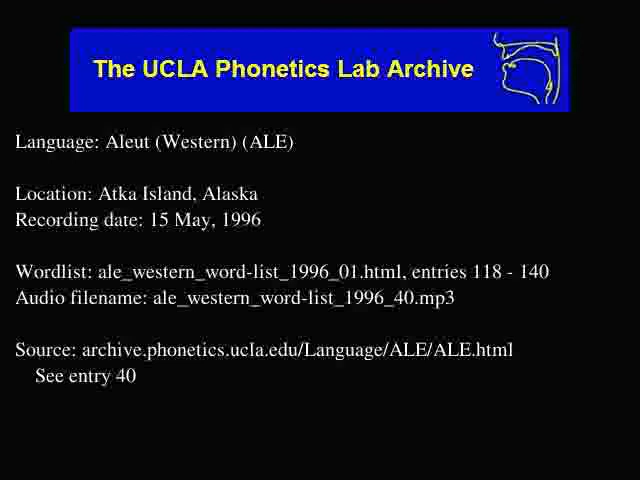 The UCLA Phonetics Lab Archive
Language: Aleut (Western) (ALE)
Location: Atka Island, Alaska
Recording date: 15 May, 1996
Wordlist: ale_western_word-list_1996_01.html, entries 118 - 140
Audio filename: ale_western_word-list_1996_40.mp3
Source: archive.phonetics.ucla.edu/Language/ALE/ALE.html
See entry 40